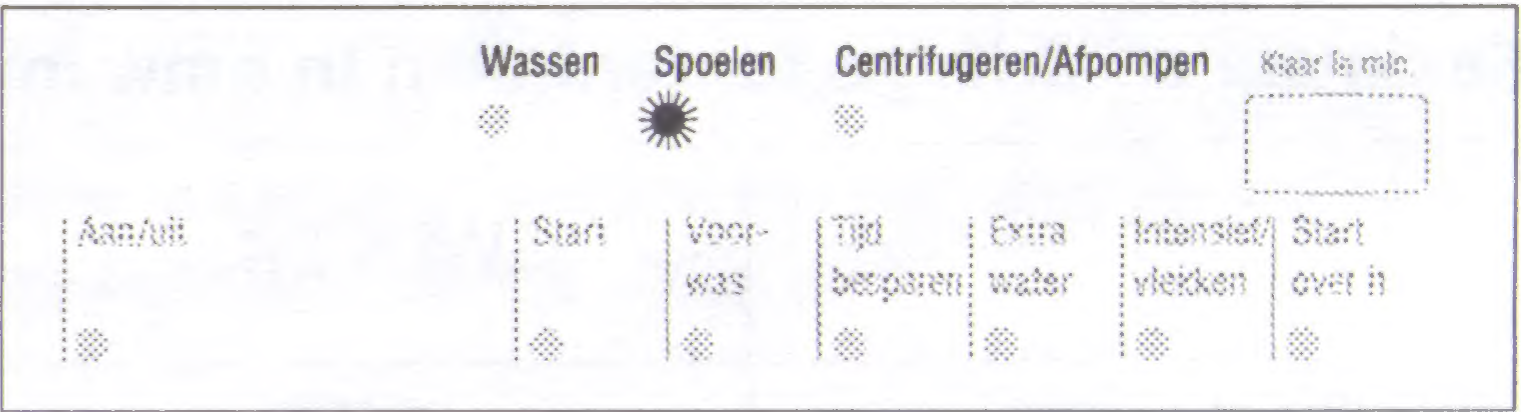 Wassen Spoelen Centrifugeren/Afpompen Klaar in min.
Aan/uit Start Voor- Tijd Extra Intensief/ Start
was besparen water vlekken over h